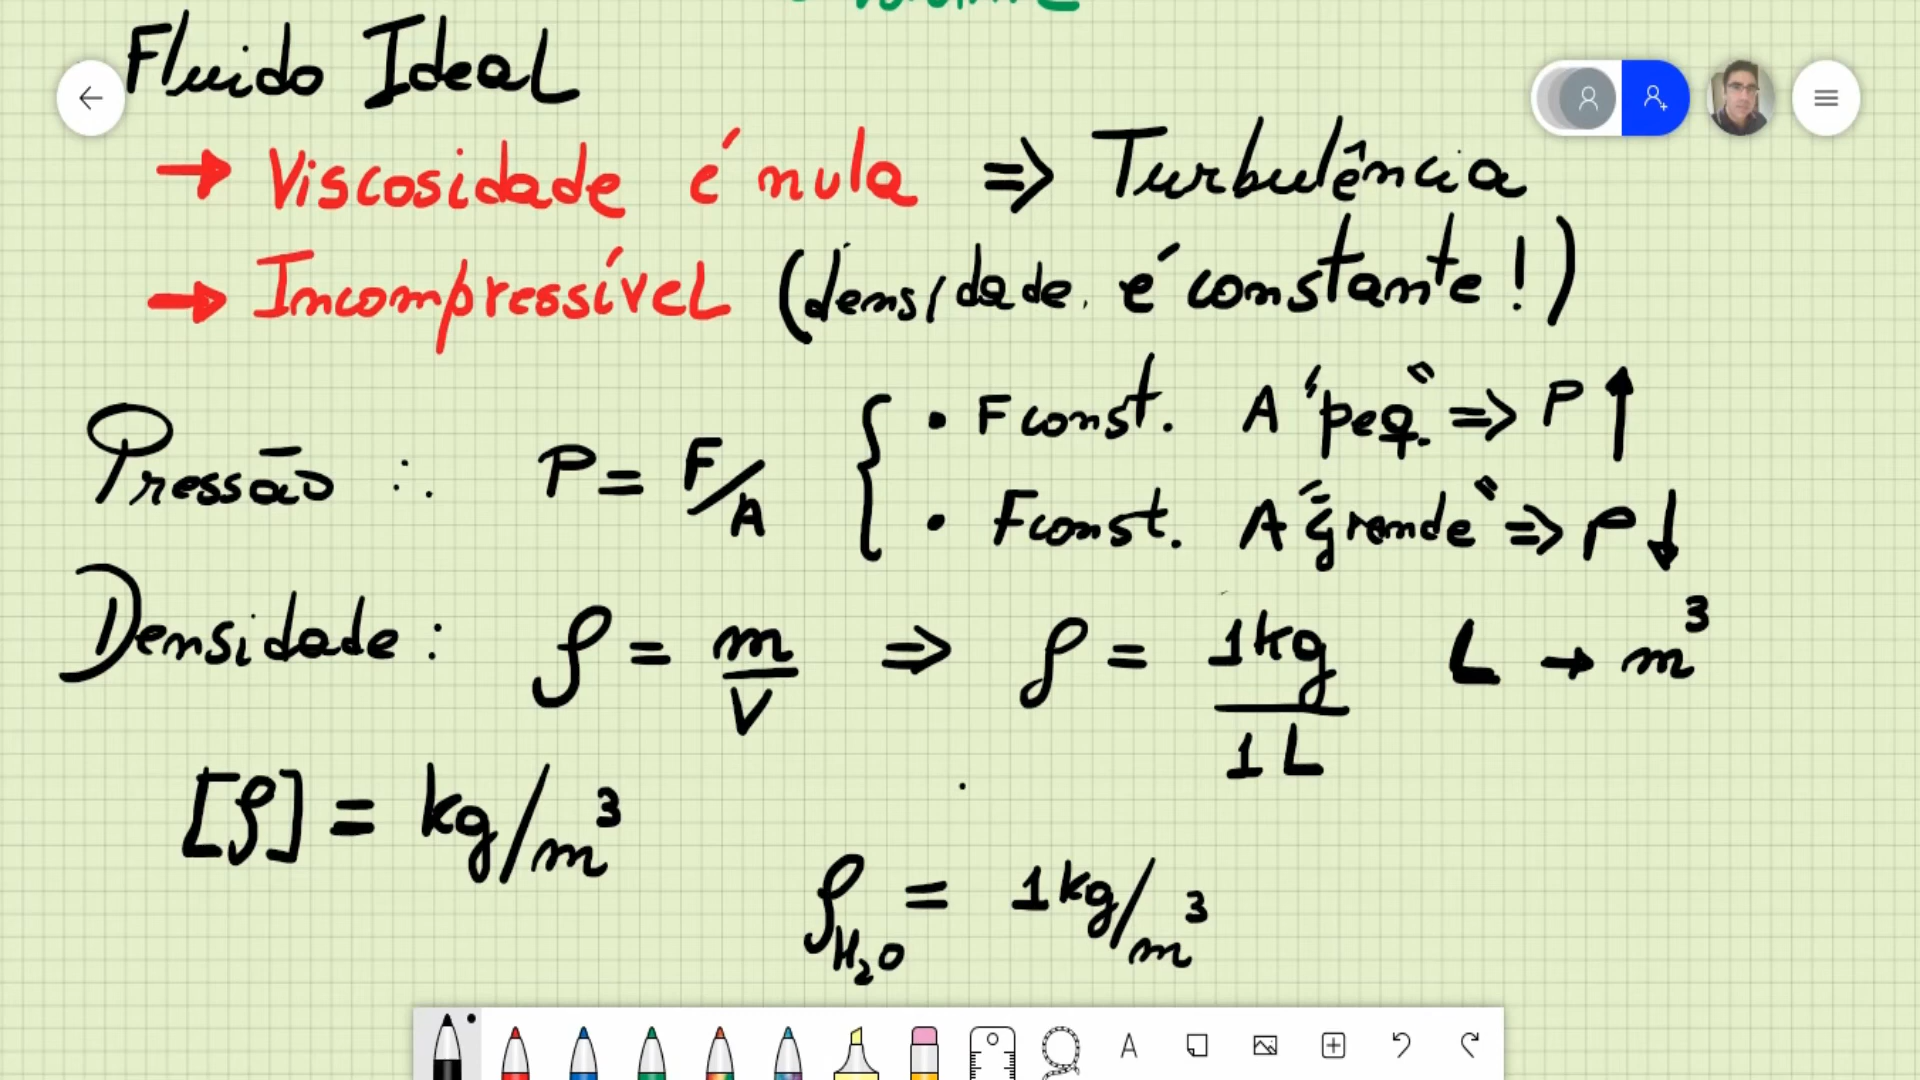 Fluido Ideal
→ Viscosidade é nula => Turbulência
→ Incompressível (densidade é constante!)
Pressão ∴ P = F/A { • F const. A "peq." => P ↑
• F const. A "grande" => P ↓
Densidade: ρ = m/V => ρ = 1kg/1L L → m³
[ρ] = kg/m³
ρH₂O = 1kg/m³
A